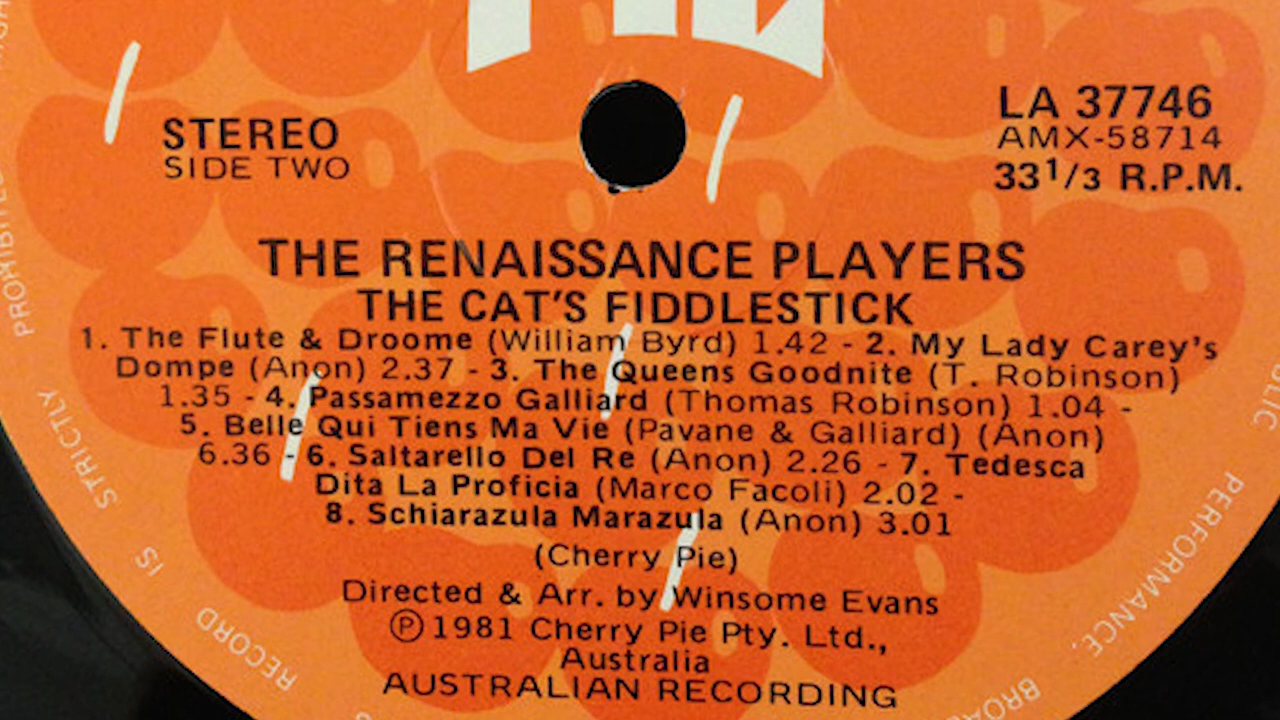 STEREO
SIDE TWO
LA 37746
AMX-58714
33 1/3 R.P.M.
THE RENAISSANCE PLAYERS
THE CAT'S FIDDLESTICK
1. The Flute & Droome (William Byrd) 1.42 - 2. My Lady Carey's
Dompe (Anon) 2.37 - 3. The Queens Goodnite (T. Robinson)
1.35 - 4. Passamezzo Galliard (Thomas Robinson) 1.04 -
5. Belle Qui Tiens Ma Vie (Pavane & Galliard) (Anon)
6.36 - 6. Saltarello Del Re (Anon) 2.26 - 7. Tedesca
Dita La Proficia (Marco Facoli) 2.02 -
8. Schiarazula Marazula (Anon) 3.01
(Cherry Pie)
Directed & Arr. by Winsome Evans
Ⓟ 1981 Cherry Pie Pty. Ltd.,
Australia
AUSTRALIAN RECORDING
PERFORMANCE,
RECORD IS STRICTLY PROHIBITED